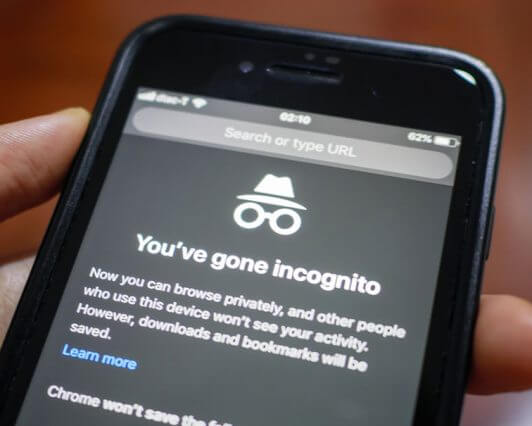 dtac-T 02:10 62%
Search or type URL
You've gone incognito
Now you can browse privately, and other people
who use this device won't see your activity.
However, downloads and bookmarks will be
saved.
Learn more
Chrome won't save the